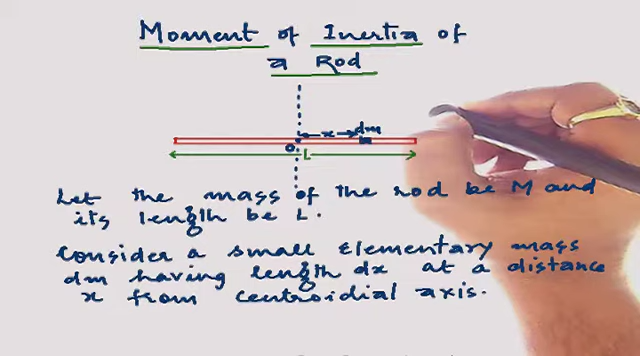 Moment of Inertia of
a Rod
x dm
O
L
Let the mass of the rod be M and
its length be L.
Consider a small elementary mass
dm having length dx at a distance
x from centroidial axis.